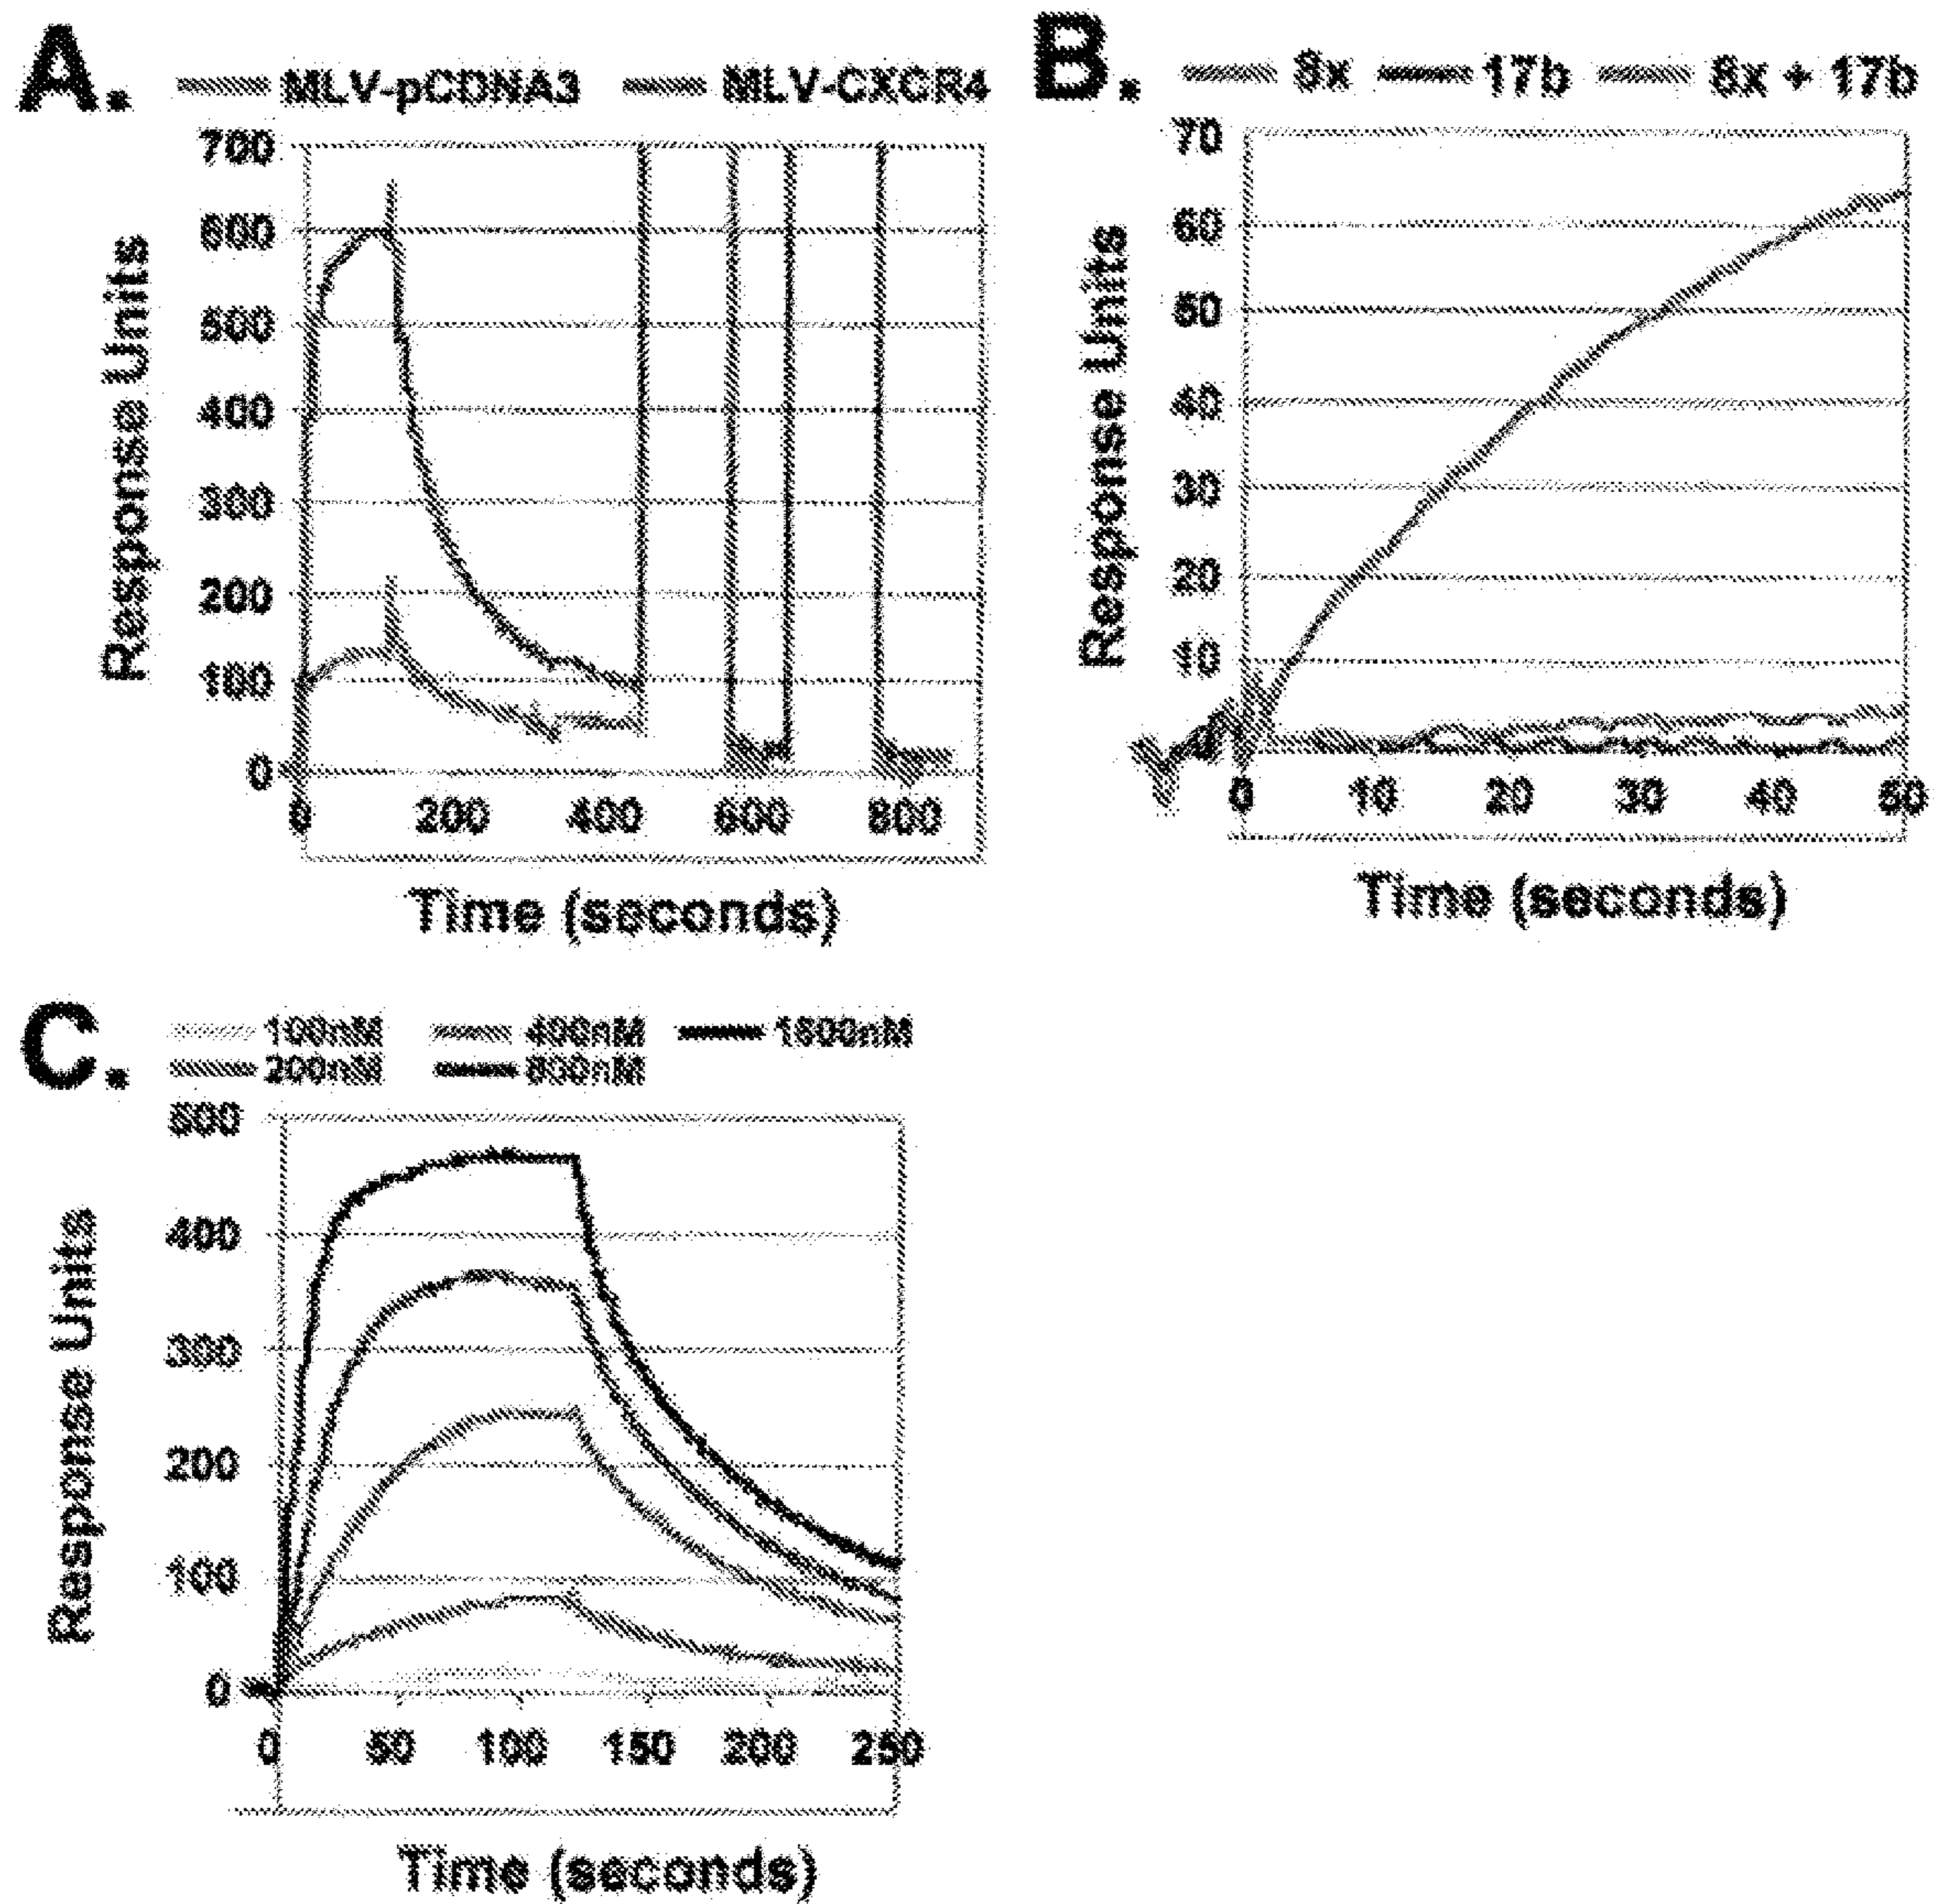 A.
MLV-pCDNA3 MLV-CXCR4
700
600
500
400
300
200
100
0
0 200 400 600 800
Response Units
Time (seconds)
B.
8x 17b 8x + 17b
70
60
50
40
30
20
10
0
0 10 20 30 40 50
Response Units
Time (seconds)
C.
100nM 400nM 1600nM
200nM 800nM
500
400
300
200
100
0
0 50 100 150 200 250
Response Units
Time (seconds)